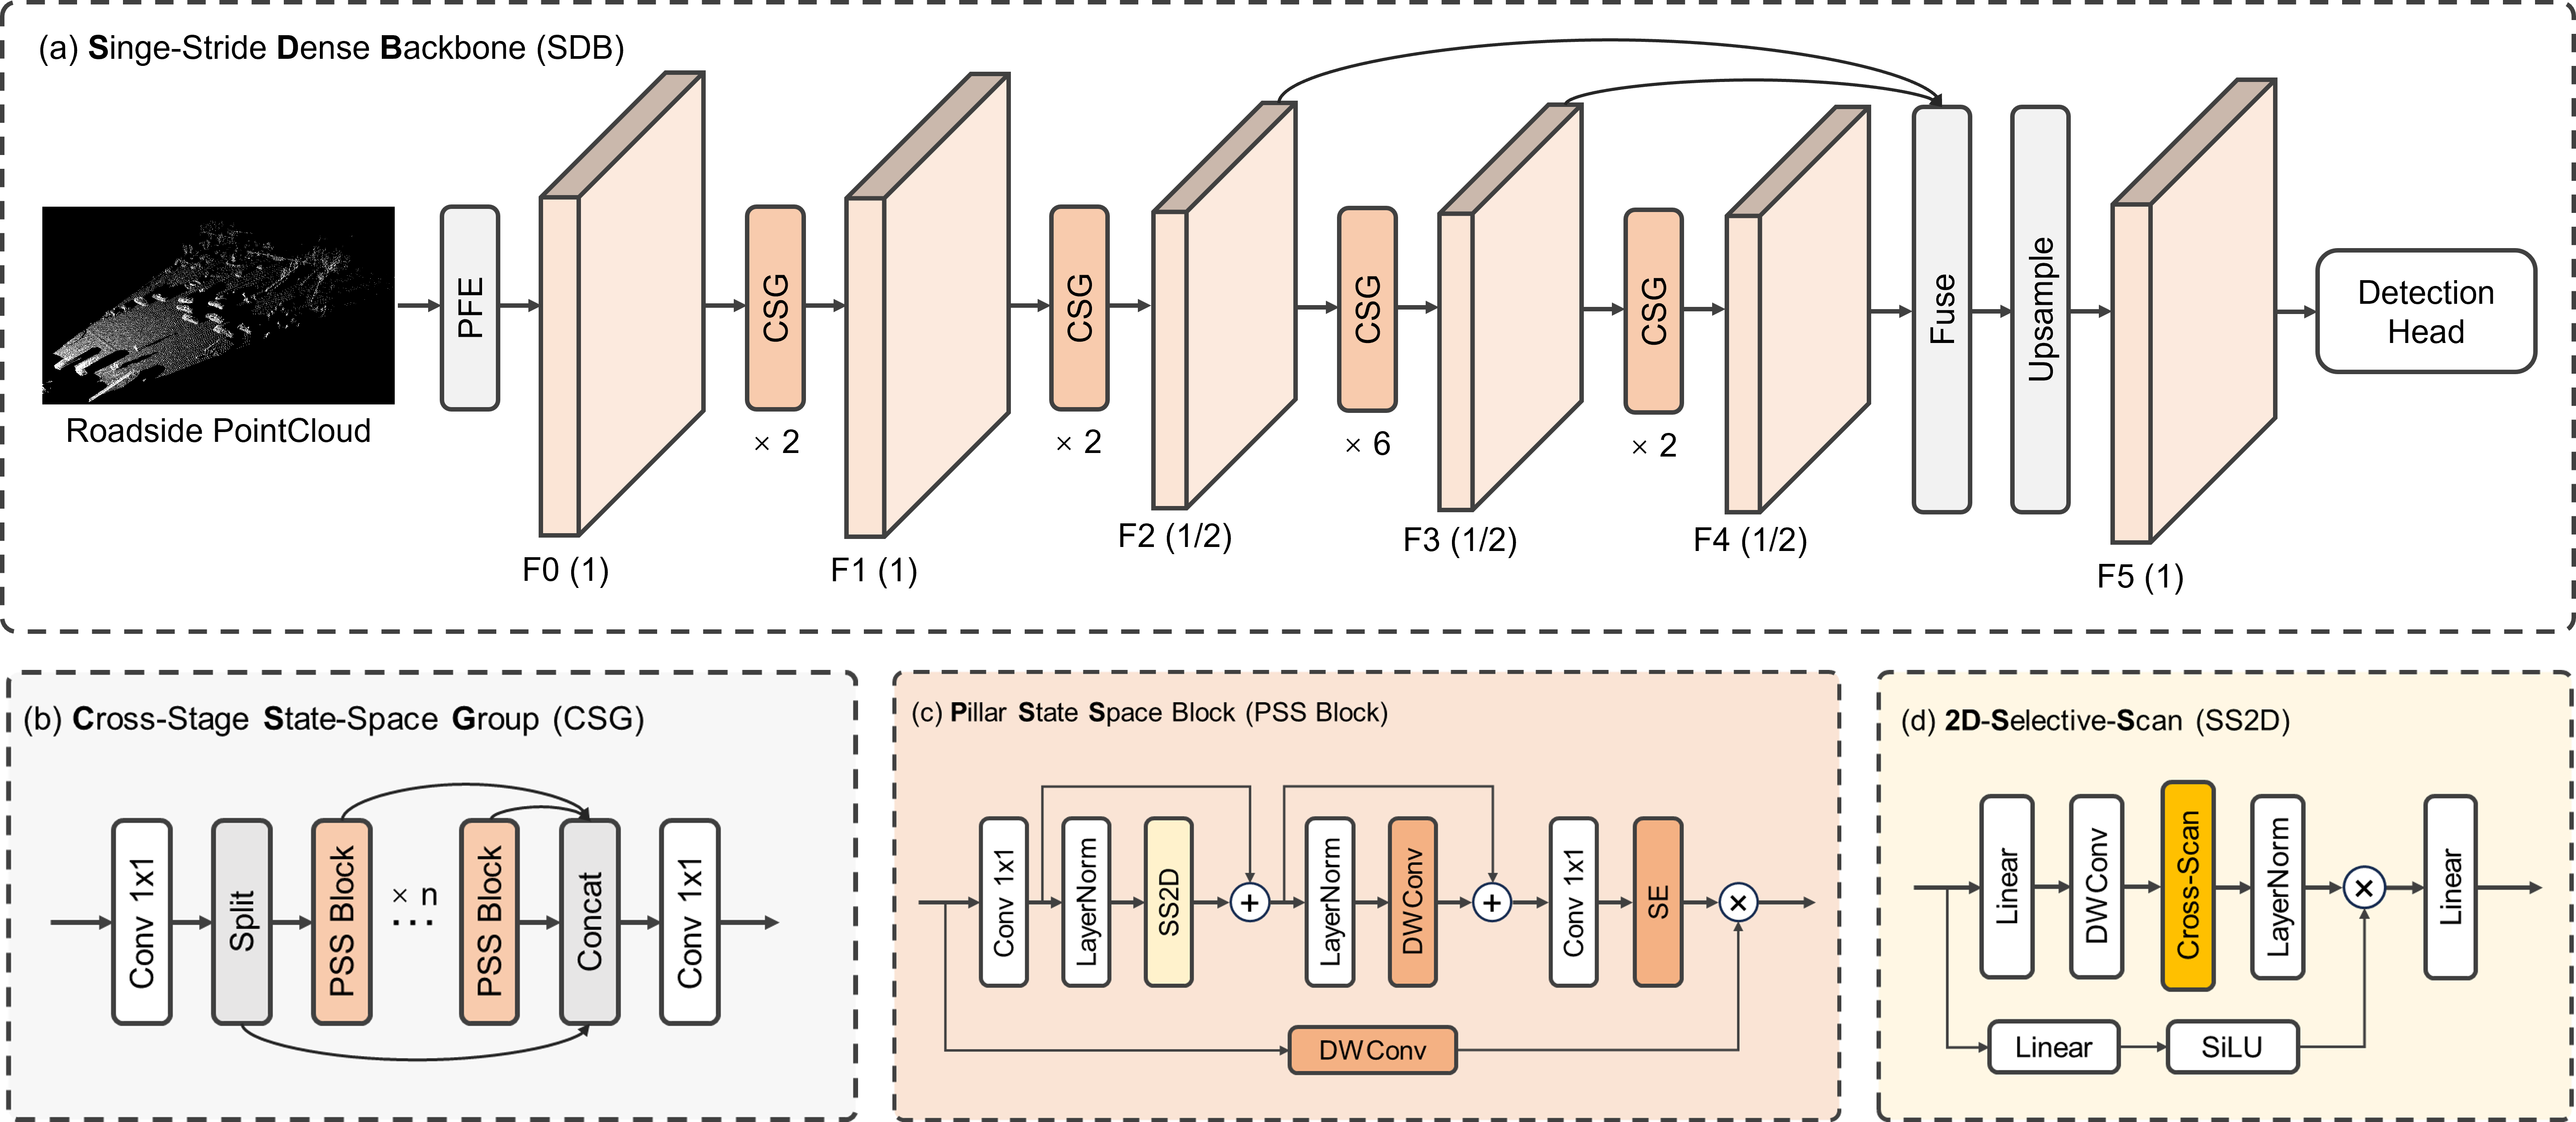 (a) Singe-Stride Dense Backbone (SDB)
Roadside PointCloud
PFE
F0 (1)
CSG
× 2
F1 (1)
CSG
× 2
F2 (1/2)
CSG
× 6
F3 (1/2)
CSG
× 2
F4 (1/2)
Fuse
Upsample
F5 (1)
Detection
Head
(b) Cross-Stage State-Space Group (CSG)
Conv 1x1
Split
PSS Block
× n
...
PSS Block
Concat
Conv 1x1
(c) Pillar State Space Block (PSS Block)
Conv 1x1
LayerNorm
SS2D
+
LayerNorm
DWConv
+
Conv 1x1
SE
×
DWConv
(d) 2D-Selective-Scan (SS2D)
Linear
DWConv
Cross-Scan
LayerNorm
×
Linear
Linear
SiLU